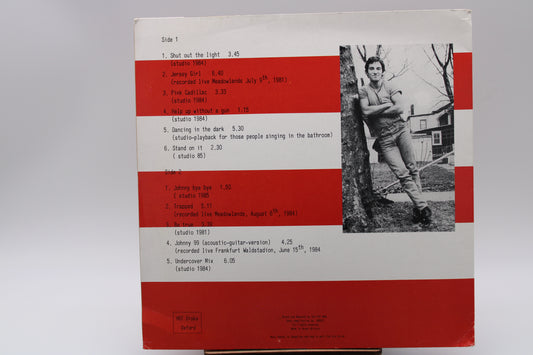 Side 1
1. Shut out the light 3.45
(studio 1984)
2. Jersey Girl 6.40
(recorded live Meadowlands July 9th, 1981)
3. Pink Cadillac 3.33
(studio 1984)
4. Held up without a gun 1.15
(studio 1984)
5. Dancing in the dark 5.30
(studio-playback for those people singing in the bathroom)
6. Stand on it 2.30
( studio 85)
Side 2
1. Johnny bye bye 1.50
( studio 1985
2. Trapped 5.11
(recorded live Meadowlands, August 6th, 1984)
3. Be true 3.39
(studio 1981)
4. Johnny 99 (acoustic-guitar-version) 4.25
(recorded live Frankfurt Waldstadion, June 15th, 1984
5. Undercover Mix 6.05
(studio 1984)
Oxford